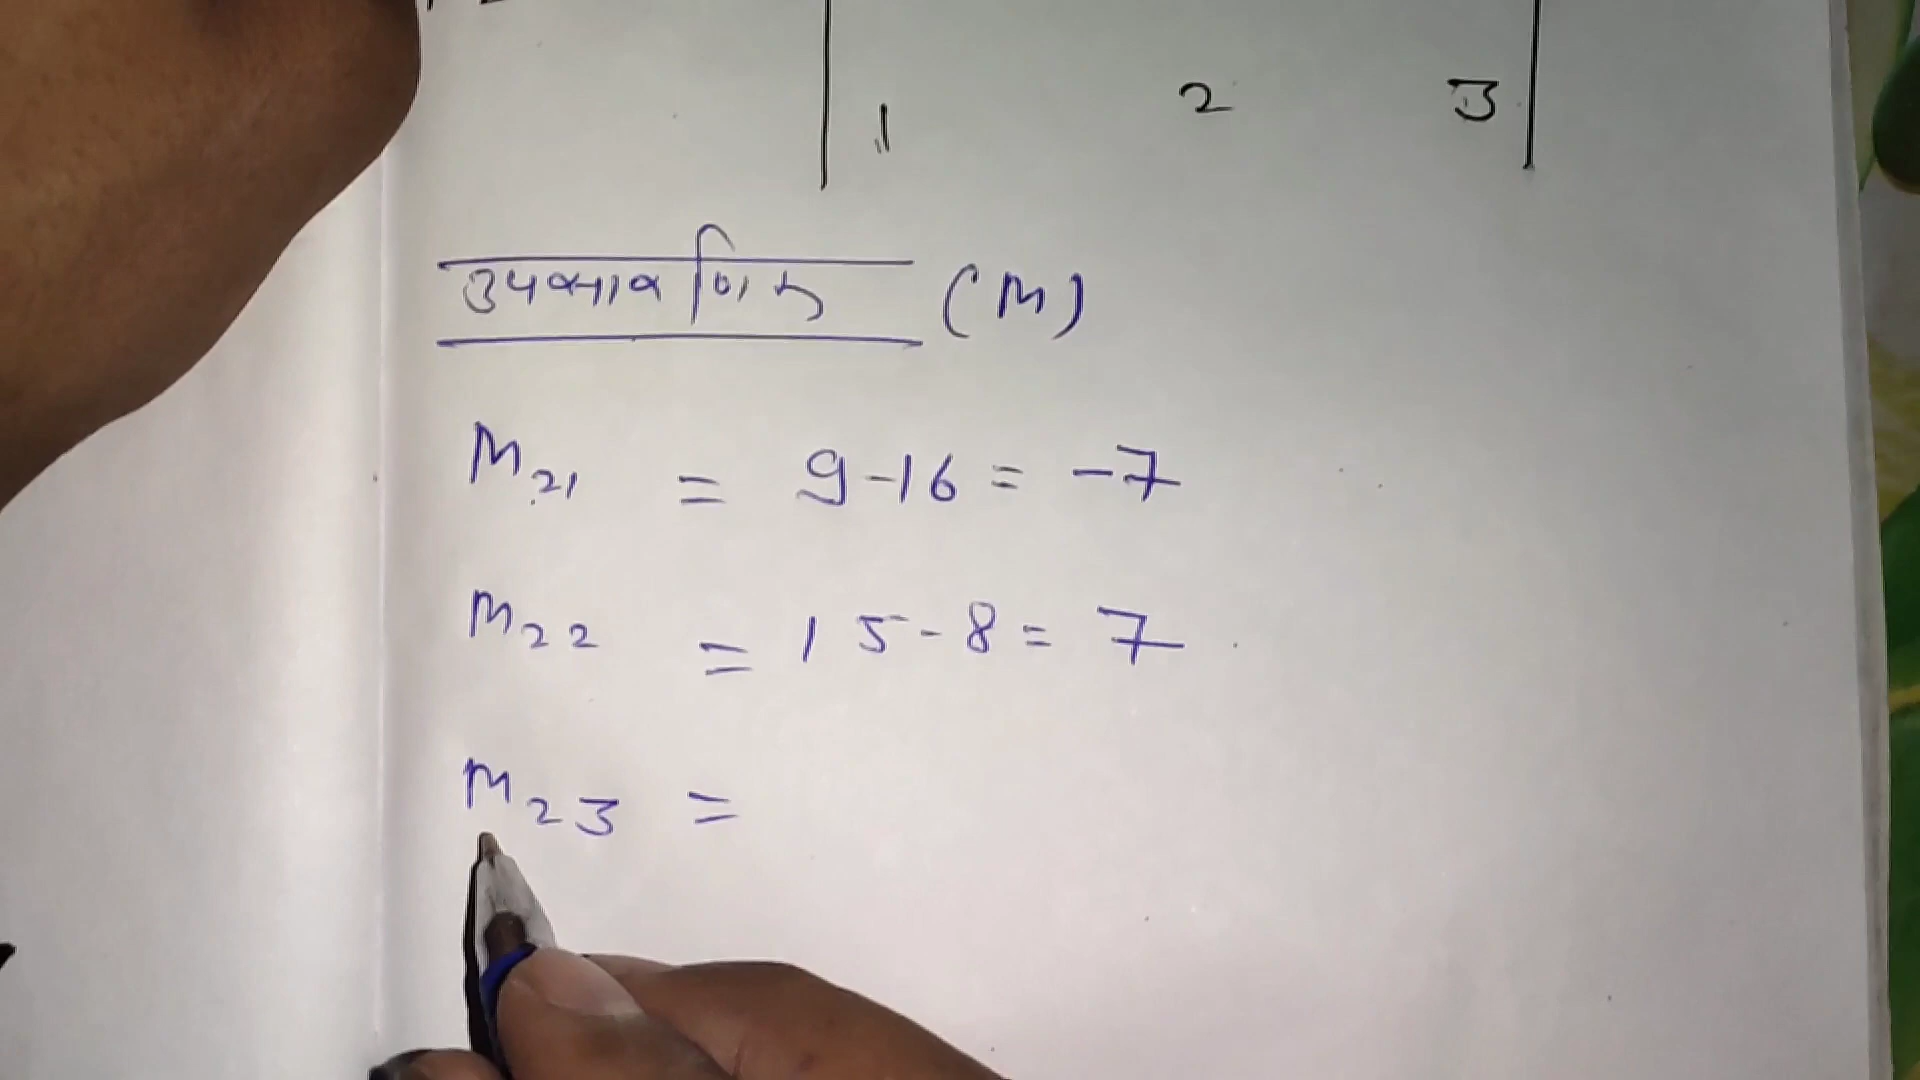 1 2 3
उपसारणिक (M)
M21 = 9-16 = -7
M22 = 15-8 = 7
M23 =